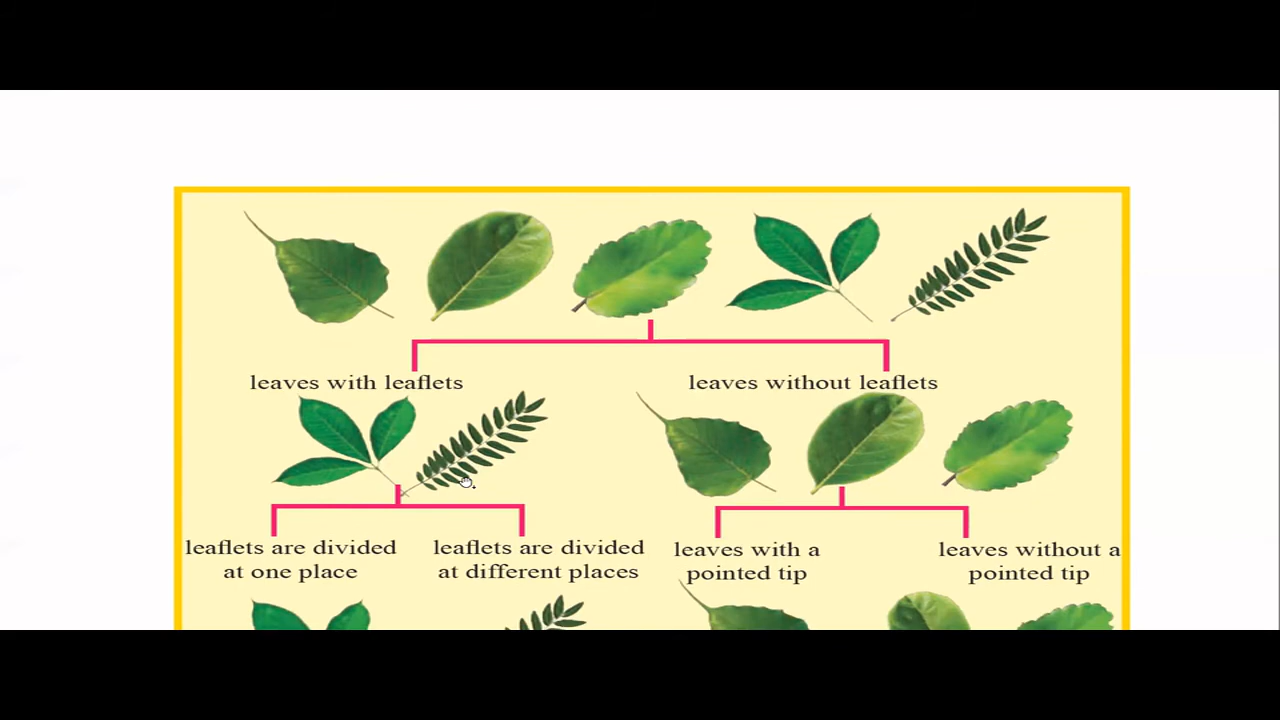 leaves with leaflets
leaves without leaflets
leaflets are divided
at one place
leaflets are divided
at different places
leaves with a
pointed tip
leaves without a
pointed tip